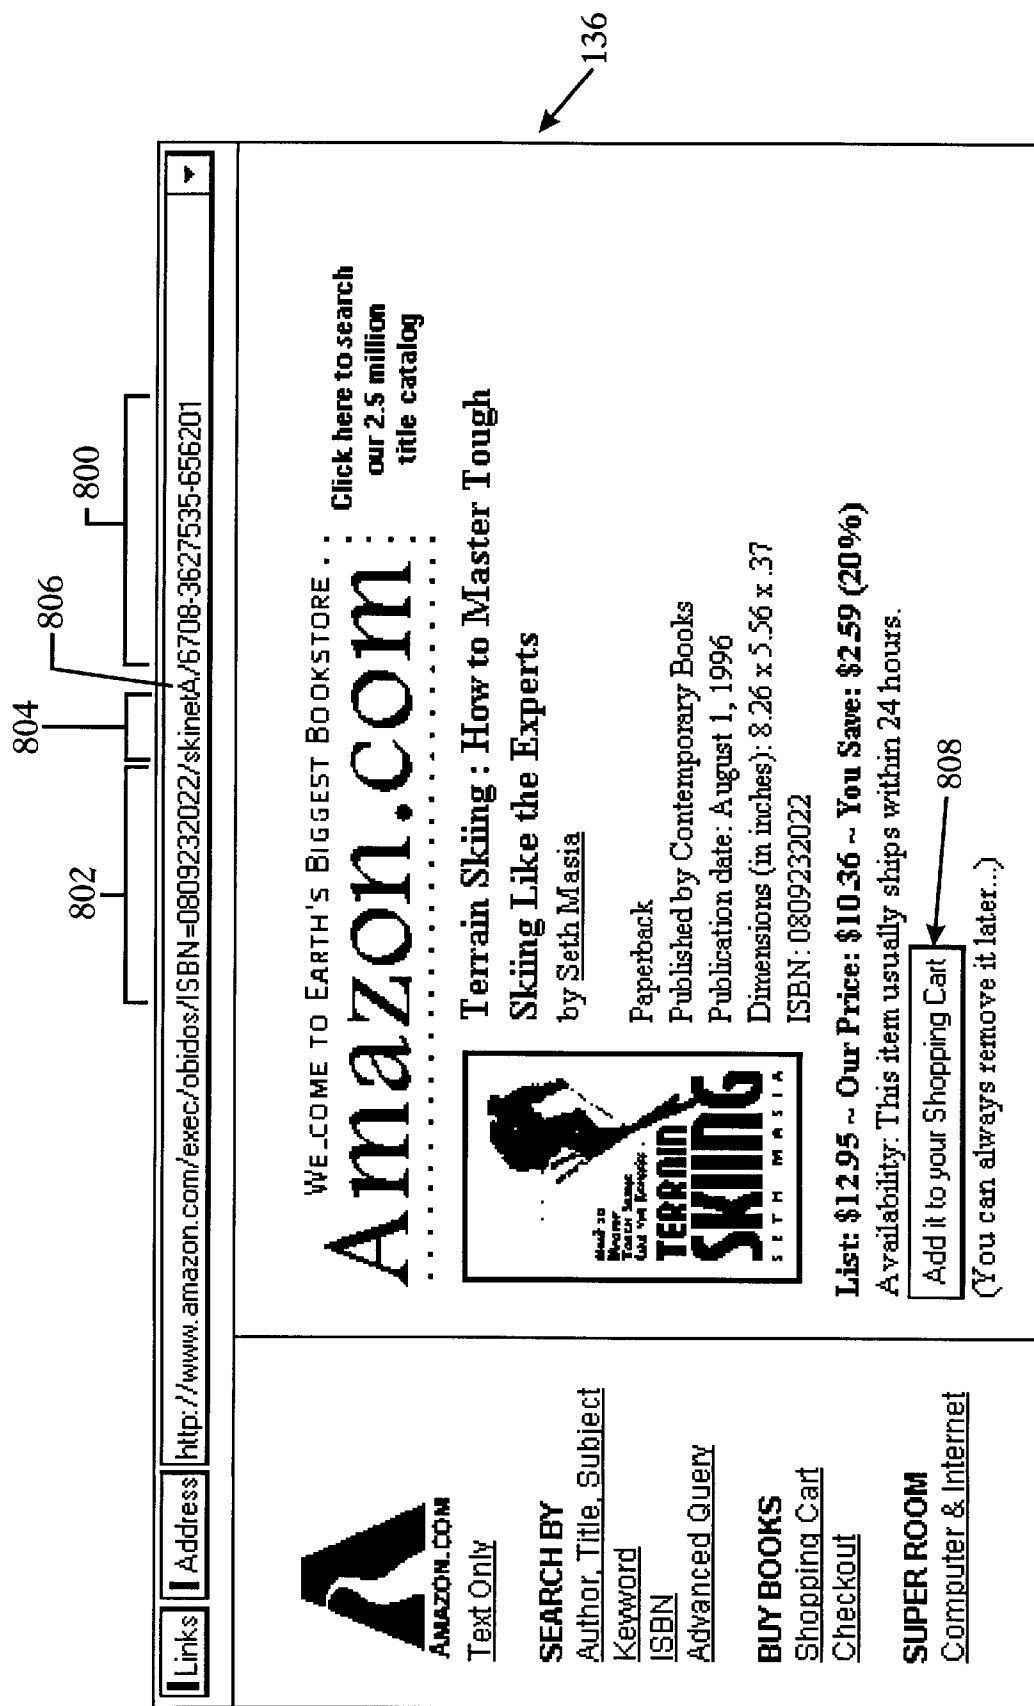 804
806
802
800
Links Address http://www.amazon.com/exec/obidos/ISBN=0809232022/skinetA/6708-3627535-656201
136
AMAZON.COM
Text Only
SEARCH BY
Author, Title, Subject
Keyword
ISBN
Advanced Query
BUY BOOKS
Shopping Cart
Checkout
SUPER ROOM
Computer & Internet
WELCOME TO EARTH'S BIGGEST BOOKSTORE
Amazon.com
Click here to search
our 2.5 million
title catalog
Terrain Skiing : How to Master Tough
Skiing Like the Experts
by Seth Masia
TERRAIN
SKIING
SETH MASIA
Paperback
Published by Contemporary Books
Publication date: August 1, 1996
Dimensions (in inches): 8.26 x 5.56 x .37
ISBN: 0809232022
List: $12.95 ~ Our Price: $10.36 ~ You Save: $2.59 (20%)
Availability: This item usually ships within 24 hours.
Add it to your Shopping Cart
808
(You can always remove it later...)